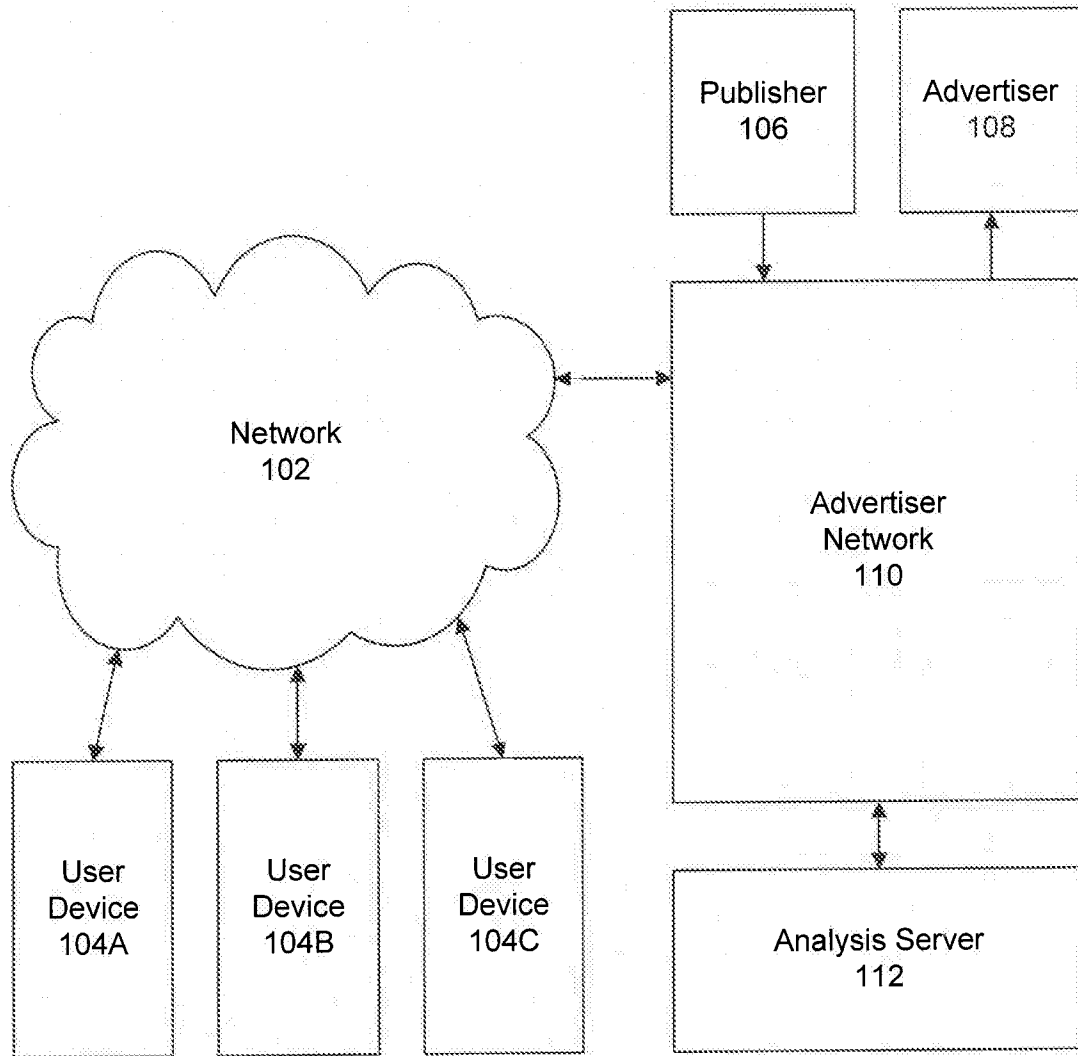 Publisher
106
Advertiser
108
Network
102
Advertiser
Network
110
User
Device
104A
User
Device
104B
User
Device
104C
Analysis Server
112